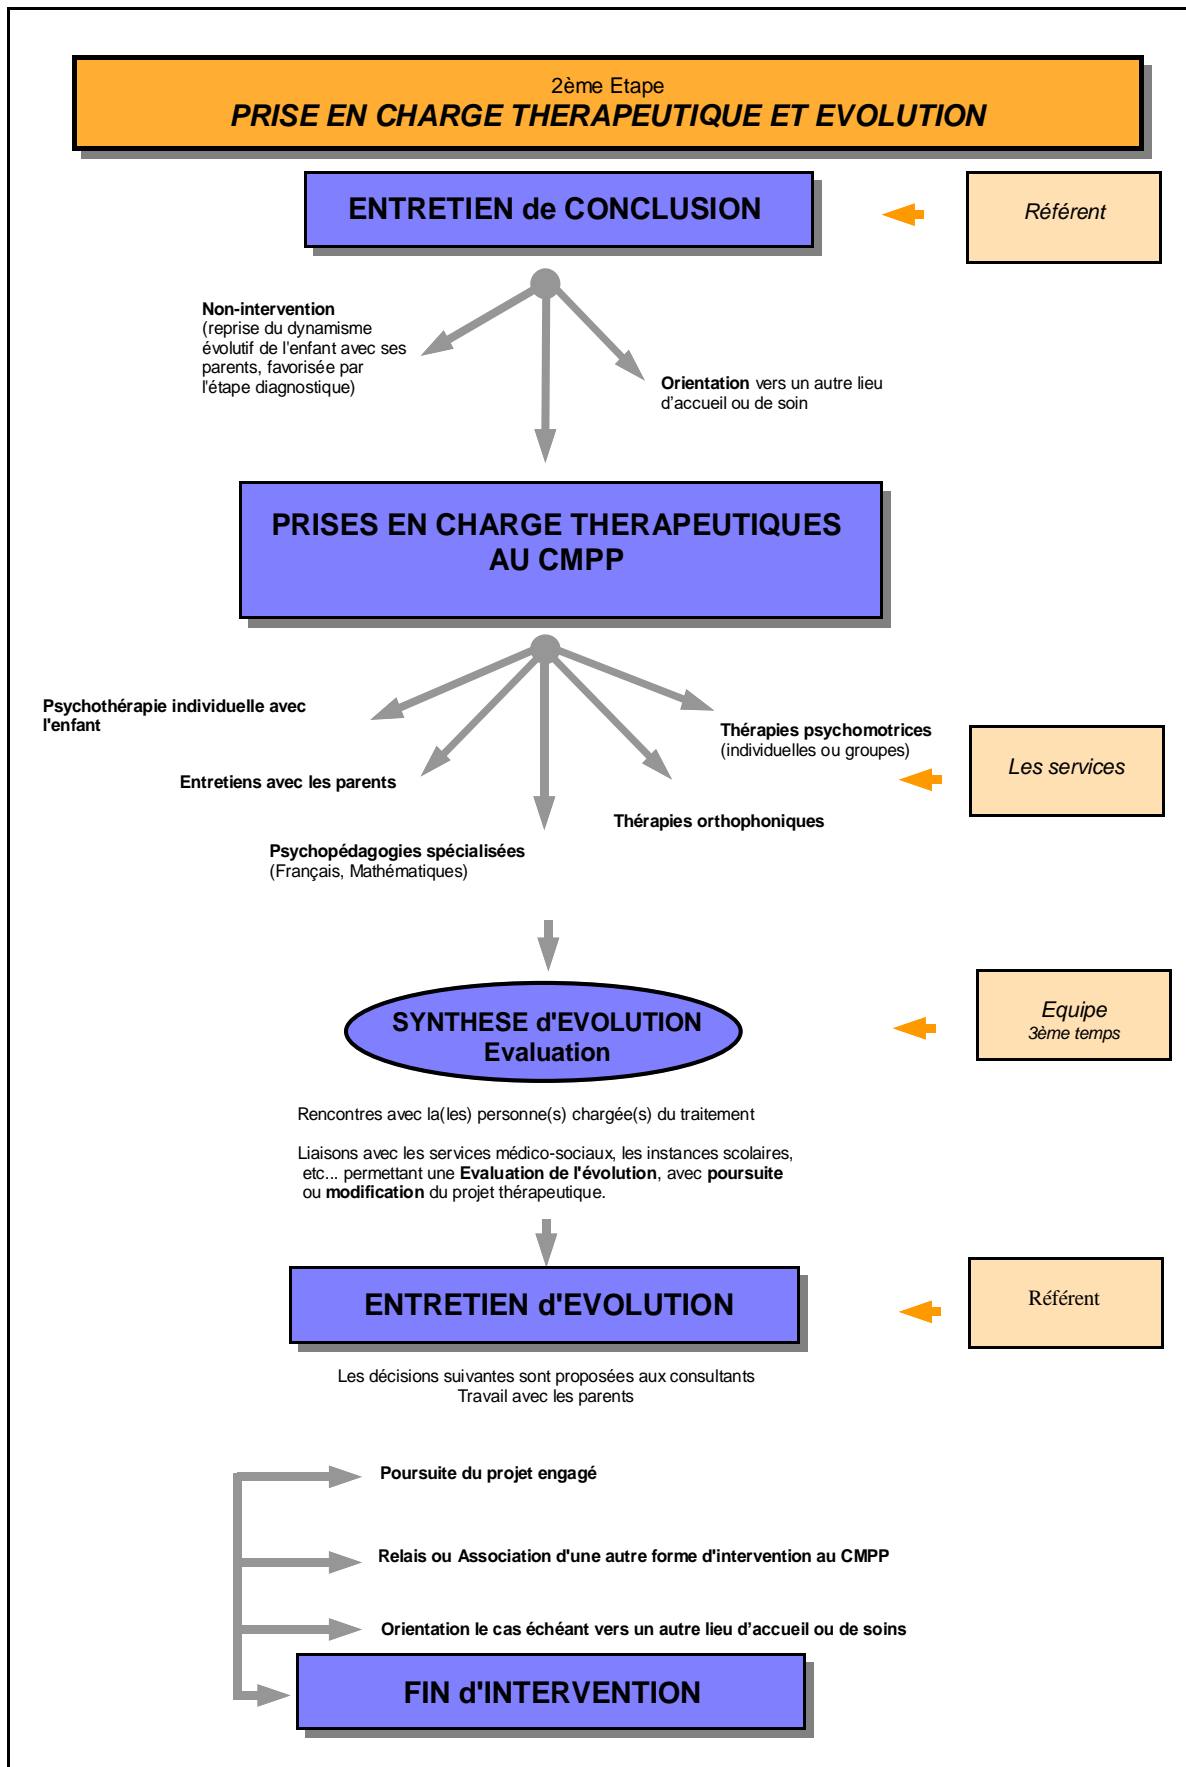 2ème Etape
PRISE EN CHARGE THERAPEUTIQUE ET EVOLUTION
ENTRETIEN de CONCLUSION
Référent
Non-intervention
(reprise du dynamisme
évolutif de l'enfant avec ses
parents, favorisée par
l'étape diagnostique)
Orientation vers un autre lieu
d’accueil ou de soin
PRISES EN CHARGE THERAPEUTIQUES
AU CMPP
Psychothérapie individuelle avec
l'enfant
Thérapies psychomotrices
(individuelles ou groupes)
Les services
Entretiens avec les parents
Thérapies orthophoniques
Psychopédagogies spécialisées
(Français, Mathématiques)
SYNTHESE d'EVOLUTION
Evaluation
Equipe
3ème temps
Rencontres avec la(les) personne(s) chargée(s) du traitement
Liaisons avec les services médico-sociaux, les instances scolaires,
etc... permettant une Evaluation de l'évolution, avec poursuite
ou modification du projet thérapeutique.
ENTRETIEN d'EVOLUTION
Référent
Les décisions suivantes sont proposées aux consultants
Travail avec les parents
Poursuite du projet engagé
Relais ou Association d'une autre forme d'intervention au CMPP
Orientation le cas échéant vers un autre lieu d’accueil ou de soins
FIN d'INTERVENTION